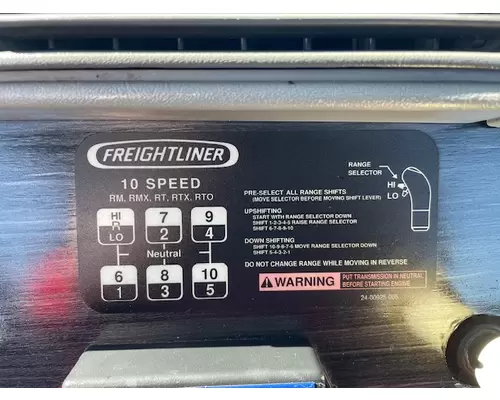 FREIGHTLINER
10 SPEED
RM, RMX, RT, RTX, RTO
HI 7 9
R
LO 2 4
Neutral
6 8 10
1 3 5
RANGE
SELECTOR
HI
LO
PRE-SELECT ALL RANGE SHIFTS
(MOVE SELECTOR BEFORE MOVING SHIFT LEVER)
UPSHIFTING
START WITH RANGE SELECTOR DOWN
SHIFT 1-2-3-4-5 RAISE RANGE SELECTOR
SHIFT 6-7-8-9-10
DOWN SHIFTING
SHIFT 10-9-8-7-6 MOVE RANGE SELECTOR DOWN
SHIFT 5-4-3-2-1
DO NOT CHANGE RANGE WHILE MOVING IN REVERSE
WARNING
PUT TRANSMISSION IN NEUTRAL
BEFORE STARTING ENGINE